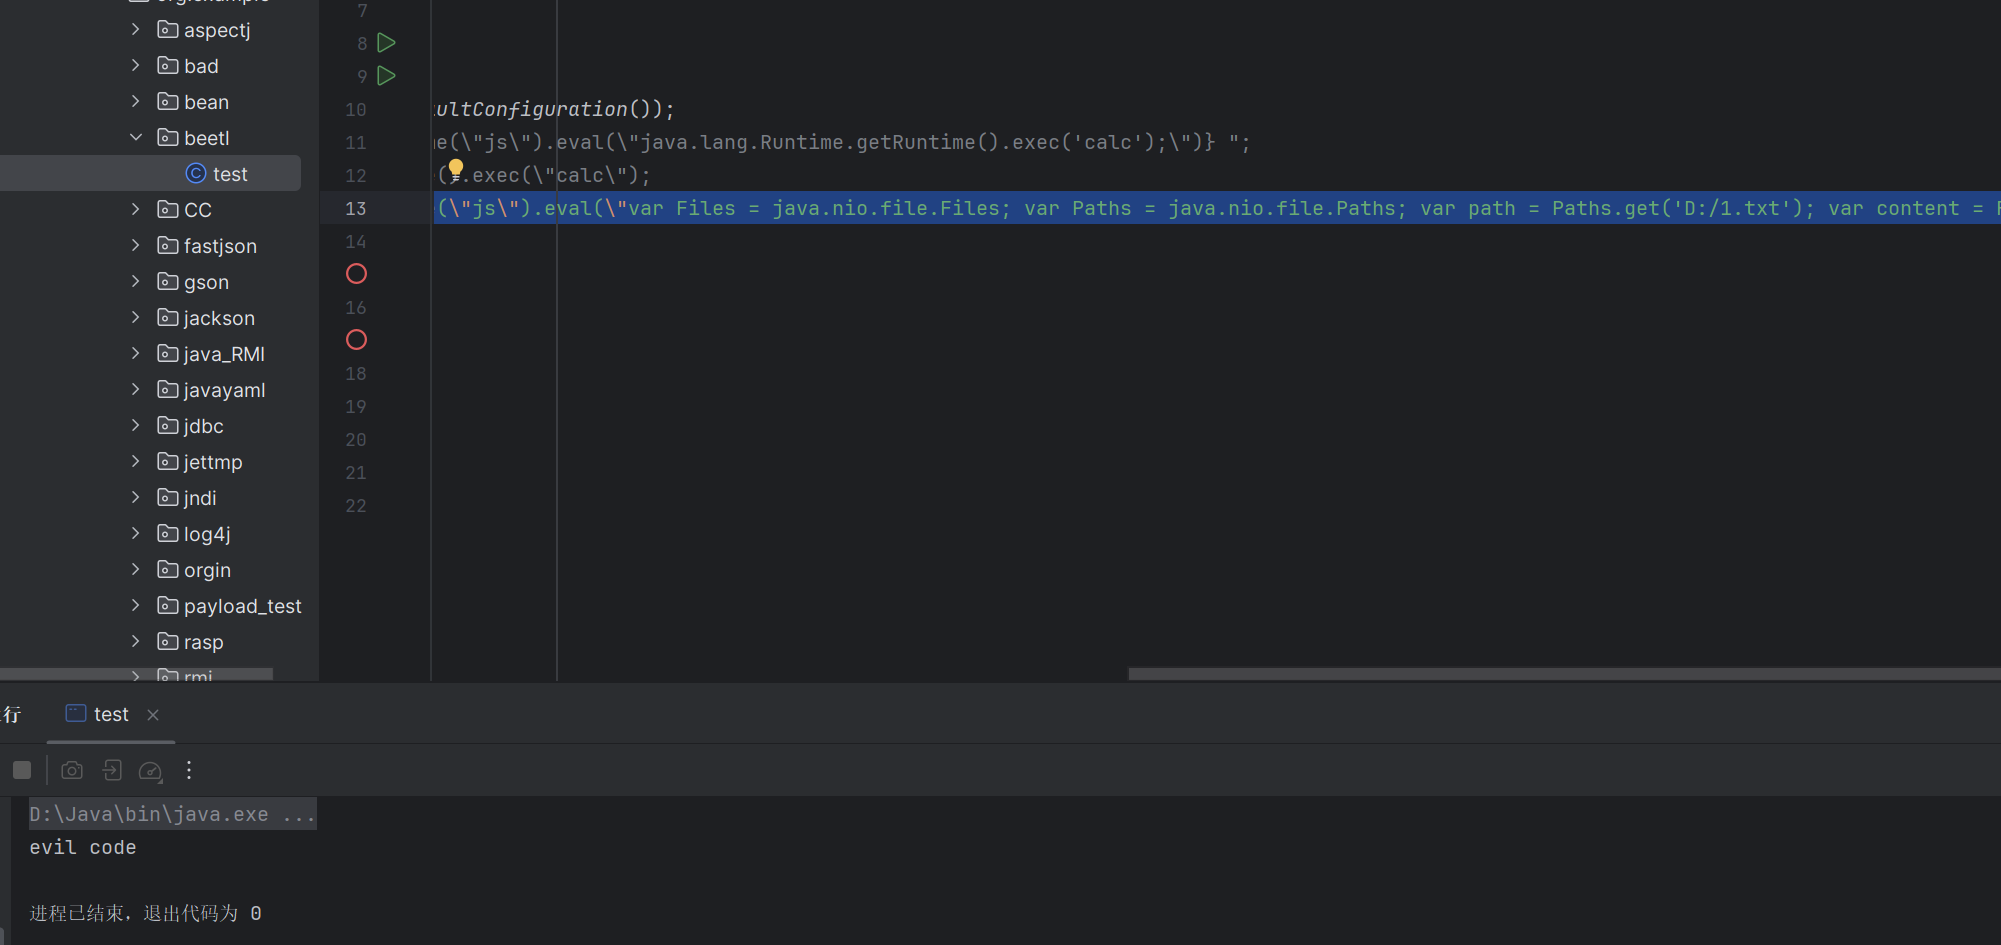 aspectj
bad
bean
beetl
test
CC
fastjson
gson
jackson
java_RMI
javayaml
jdbc
jettmp
jndi
log4j
orgin
payload_test
rasp
rmi
7
8
9
10 ultConfiguration());
11 e(\"js\").eval(\"java.lang.Runtime.getRuntime().exec('calc');\")} ";
12 ().exec(\"calc\");
13 (\"js\").eval(\"var Files = java.nio.file.Files; var Paths = java.nio.file.Paths; var path = Paths.get('D:/1.txt'); var content =
14
16
18
19
20
21
22
行 test
D:\Java\bin\java.exe ...
evil code
进程已结束，退出代码为 0